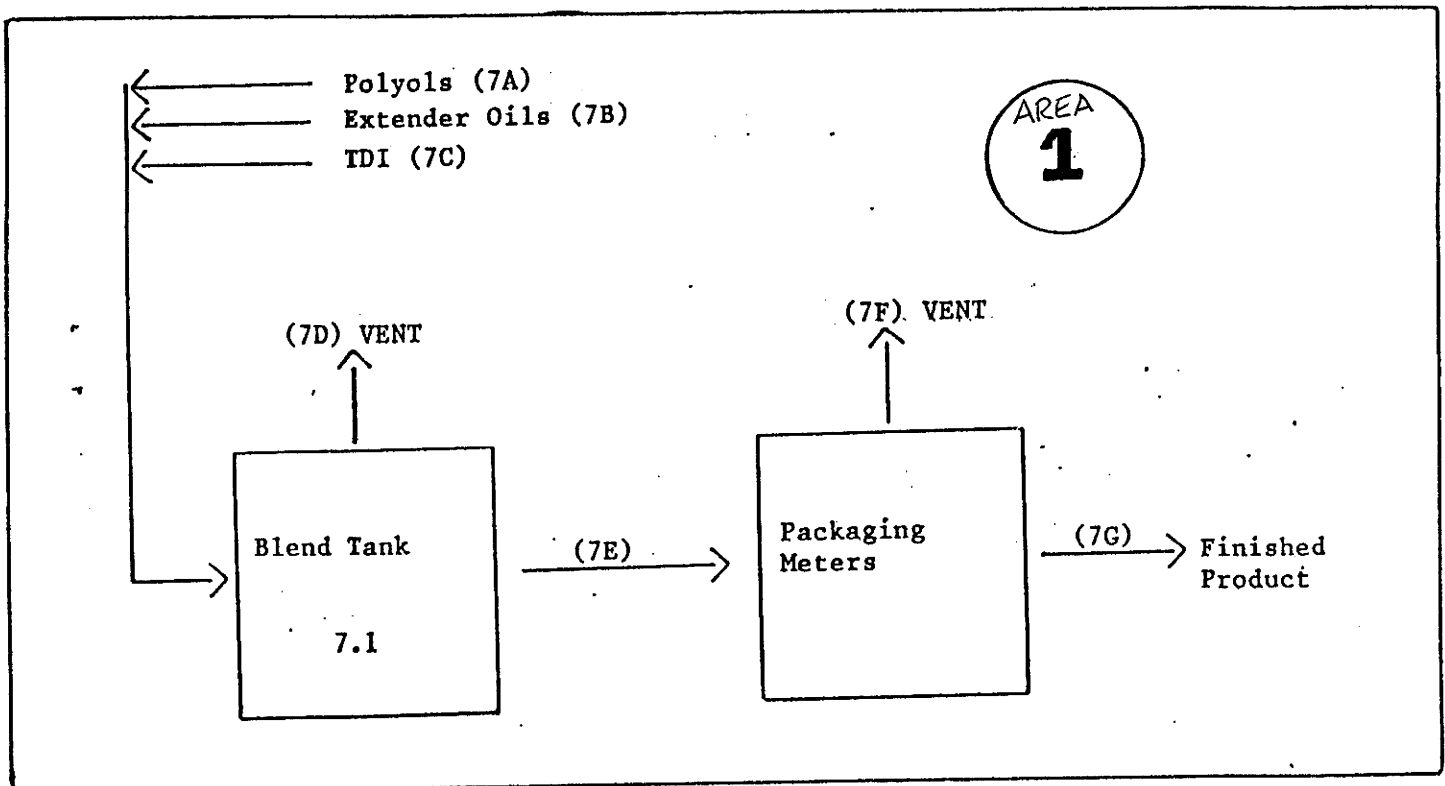 Polyols (7A)
Extender Oils (7B)
TDI (7C)
AREA
1
(7D) VENT
(7F) VENT
Blend Tank
7.1
(7E)
Packaging
Meters
(7G)
Finished
Product